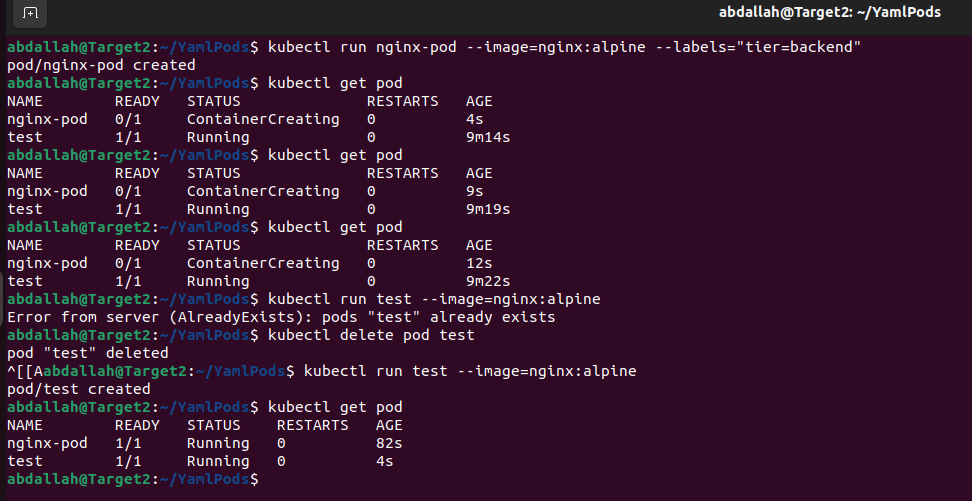 abdallah@Target2: ~/YamlPods
abdallah@Target2:~/YamlPods$ kubectl run nginx-pod --image=nginx:alpine --labels="tier=backend"
pod/nginx-pod created
abdallah@Target2:~/YamlPods$ kubectl get pod
NAME        READY   STATUS              RESTARTS   AGE
nginx-pod   0/1     ContainerCreating   0          4s
test        1/1     Running             0          9m14s
abdallah@Target2:~/YamlPods$ kubectl get pod
NAME        READY   STATUS              RESTARTS   AGE
nginx-pod   0/1     ContainerCreating   0          9s
test        1/1     Running             0          9m19s
abdallah@Target2:~/YamlPods$ kubectl get pod
NAME        READY   STATUS              RESTARTS   AGE
nginx-pod   0/1     ContainerCreating   0          12s
test        1/1     Running             0          9m22s
abdallah@Target2:~/YamlPods$ kubectl run test --image=nginx:alpine
Error from server (AlreadyExists): pods "test" already exists
abdallah@Target2:~/YamlPods$ kubectl delete pod test
pod "test" deleted
^[[Aabdallah@Target2:~/YamlPods$ kubectl run test --image=nginx:alpine
pod/test created
abdallah@Target2:~/YamlPods$ kubectl get pod
NAME        READY   STATUS    RESTARTS   AGE
nginx-pod   1/1     Running   0          82s
test        1/1     Running   0          4s
abdallah@Target2:~/YamlPods$